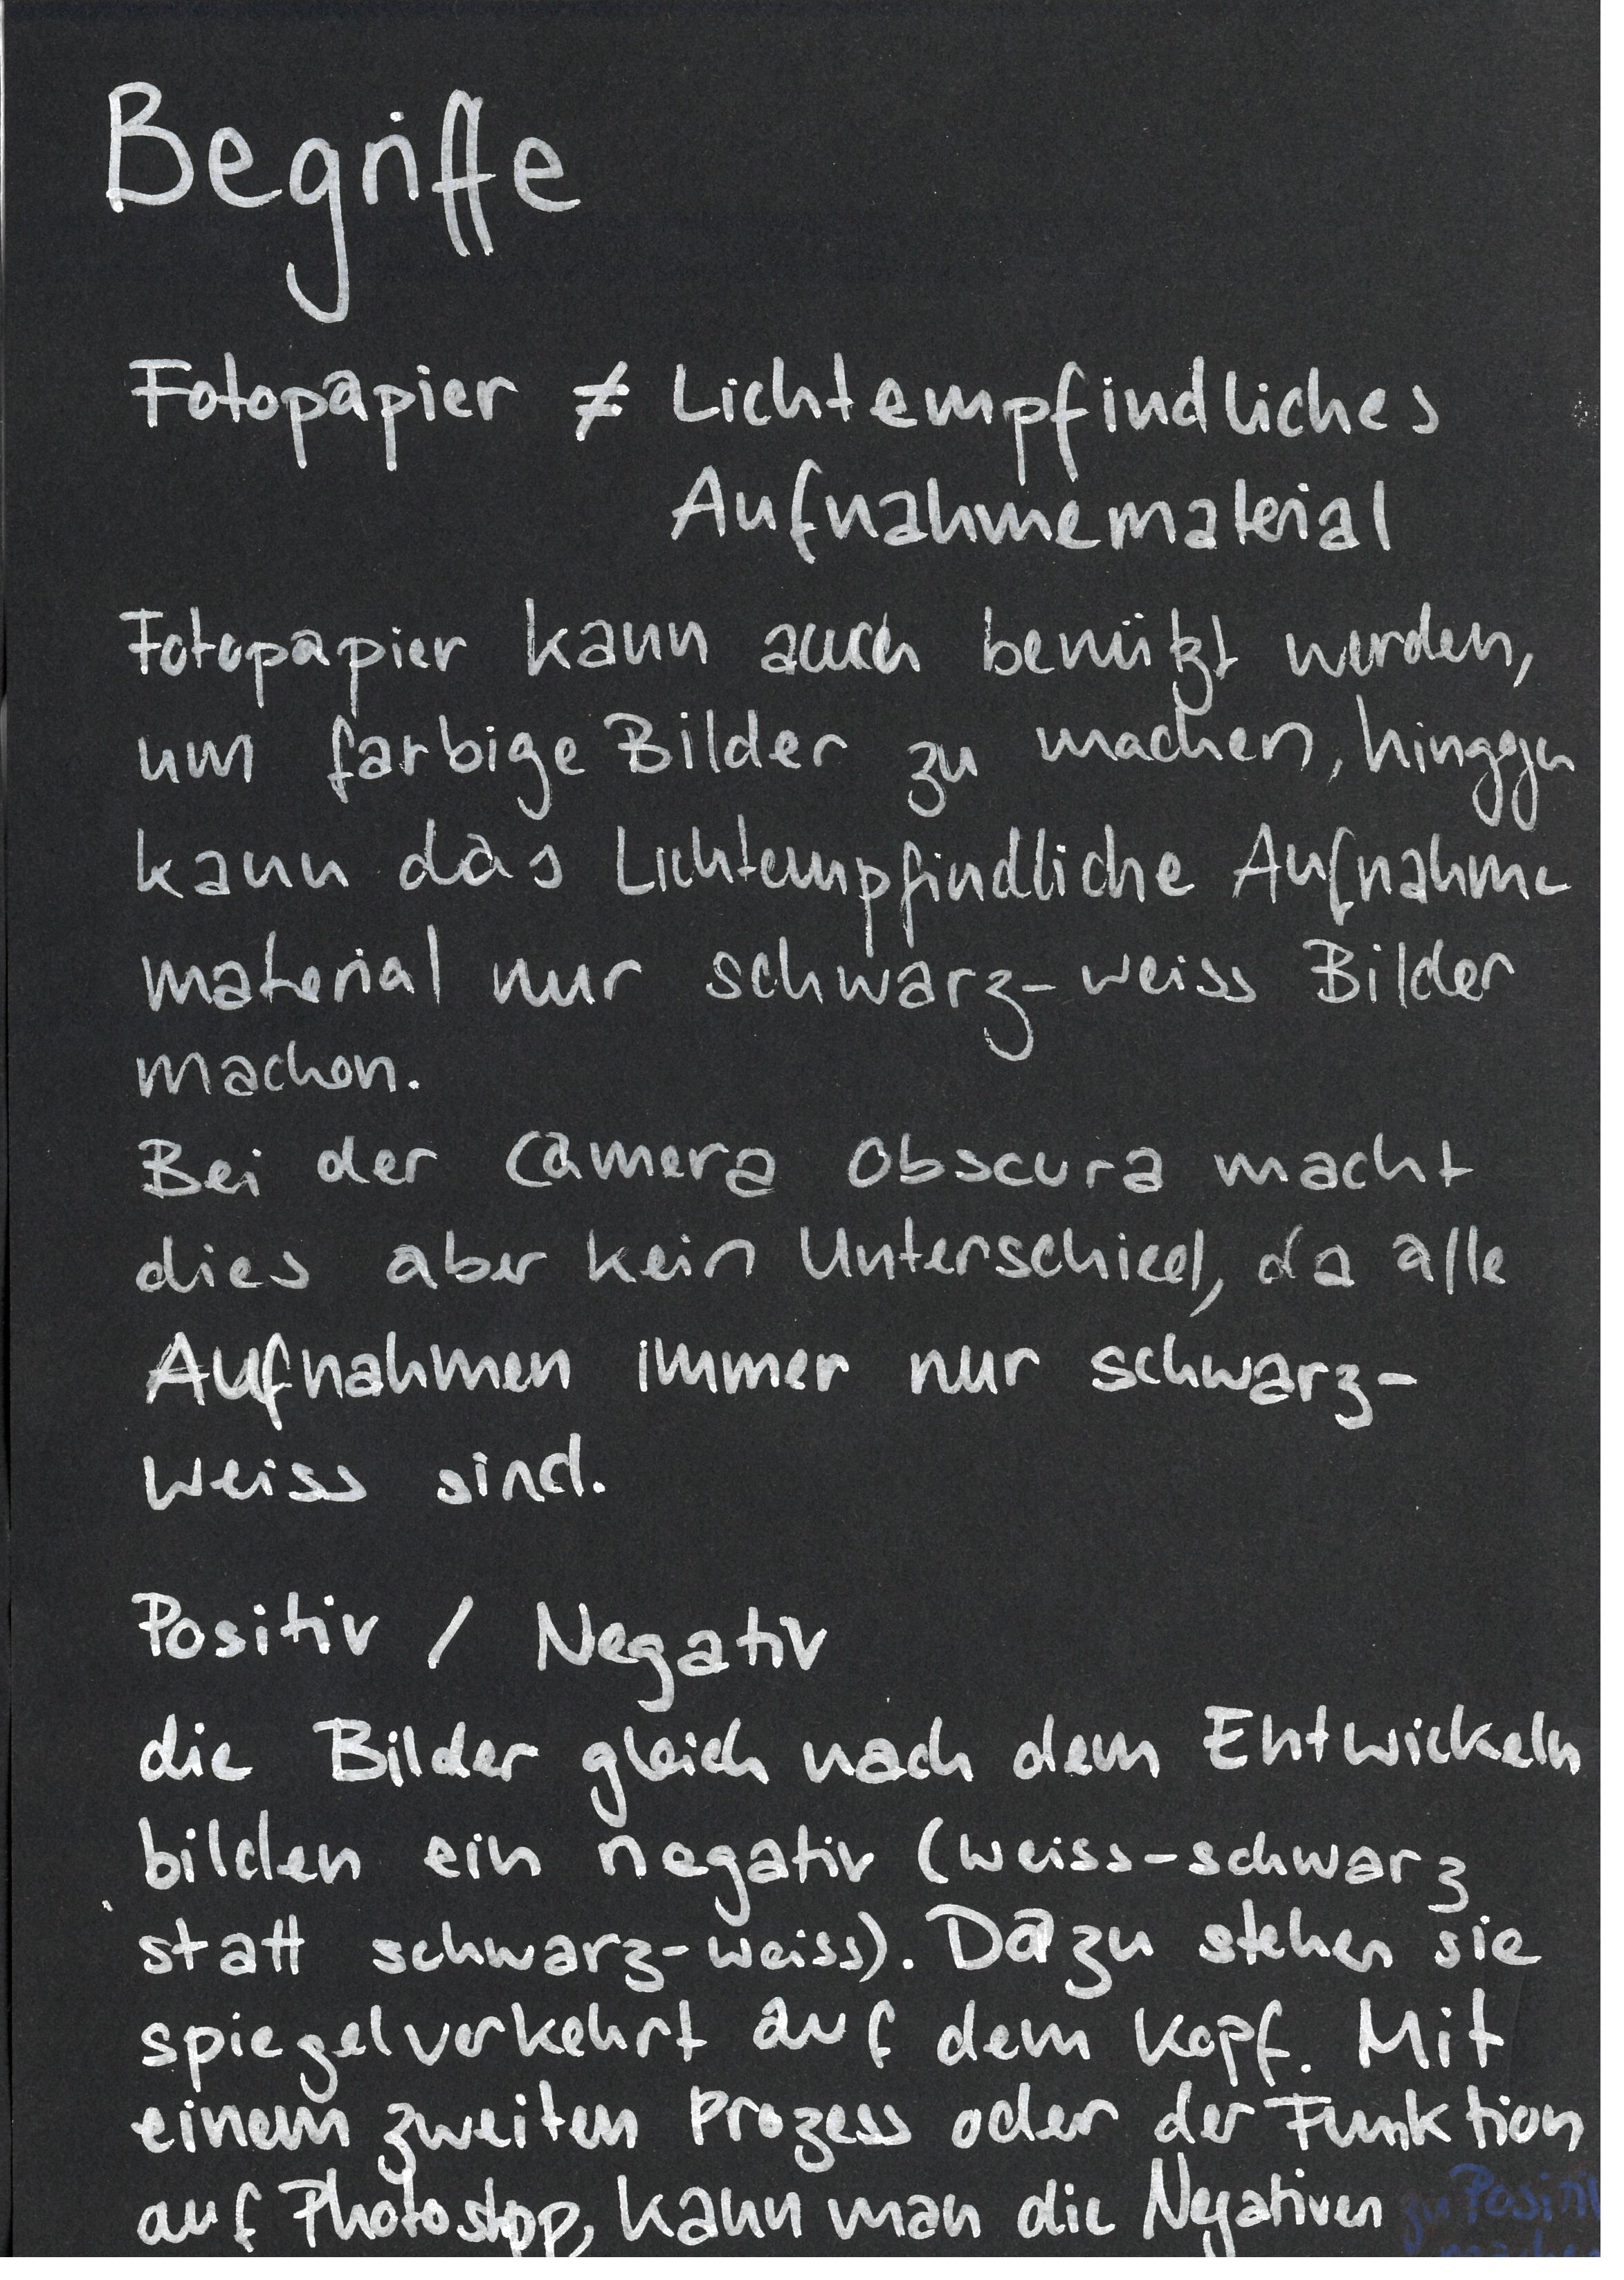 Begriffe
Fotopapier ≠ Lichtempfindliches
Aufnahmematerial
Fotopapier kann auch benützt werden,
um farbige Bilder zu machen, hingegen
kann das Lichtempfindliche Aufnahme
material nur schwarz-weiss Bilder
machen.
Bei der Camera Obscura macht
dies aber kein Unterschied, da alle
Aufnahmen immer nur schwarz-
weiss sind.
Positiv / Negativ
die Bilder gleich nach dem Entwickeln
bilden ein negativ (weiss-schwarz
statt schwarz-weiss). Dazu stehen sie
spiegelverkehrt auf dem Kopf. Mit
einem zweiten Prozess oder der Funktion
auf Photoshop, kann man die Negativen
zu Positiv